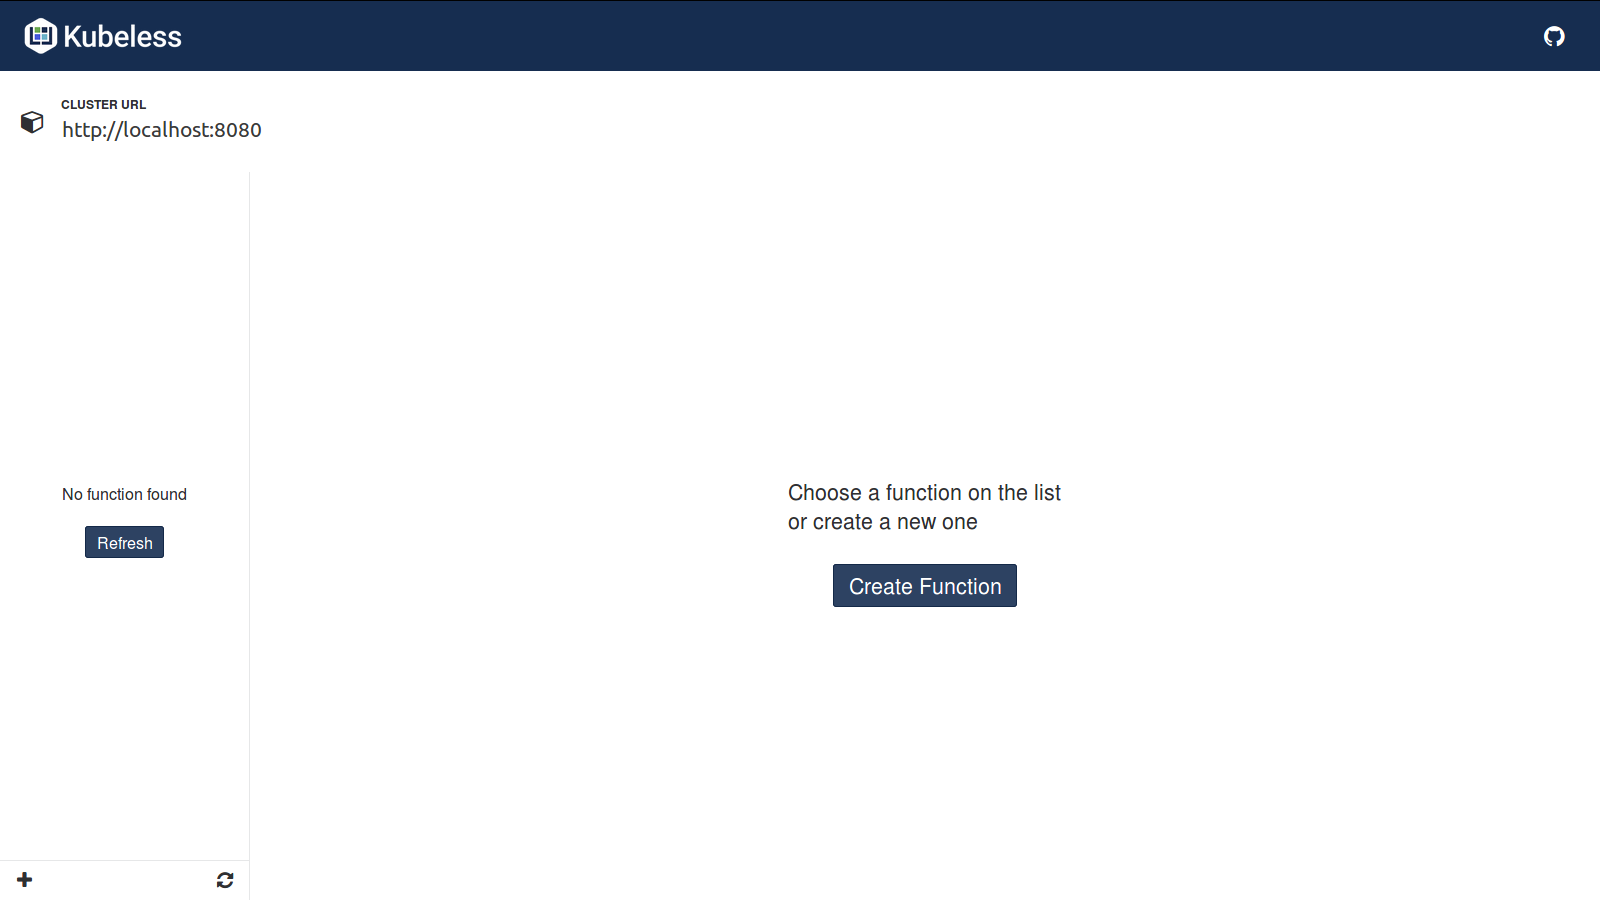 Kubeless
CLUSTER URL
http://localhost:8080
No function found
Refresh
Choose a function on the list
or create a new one
Create Function